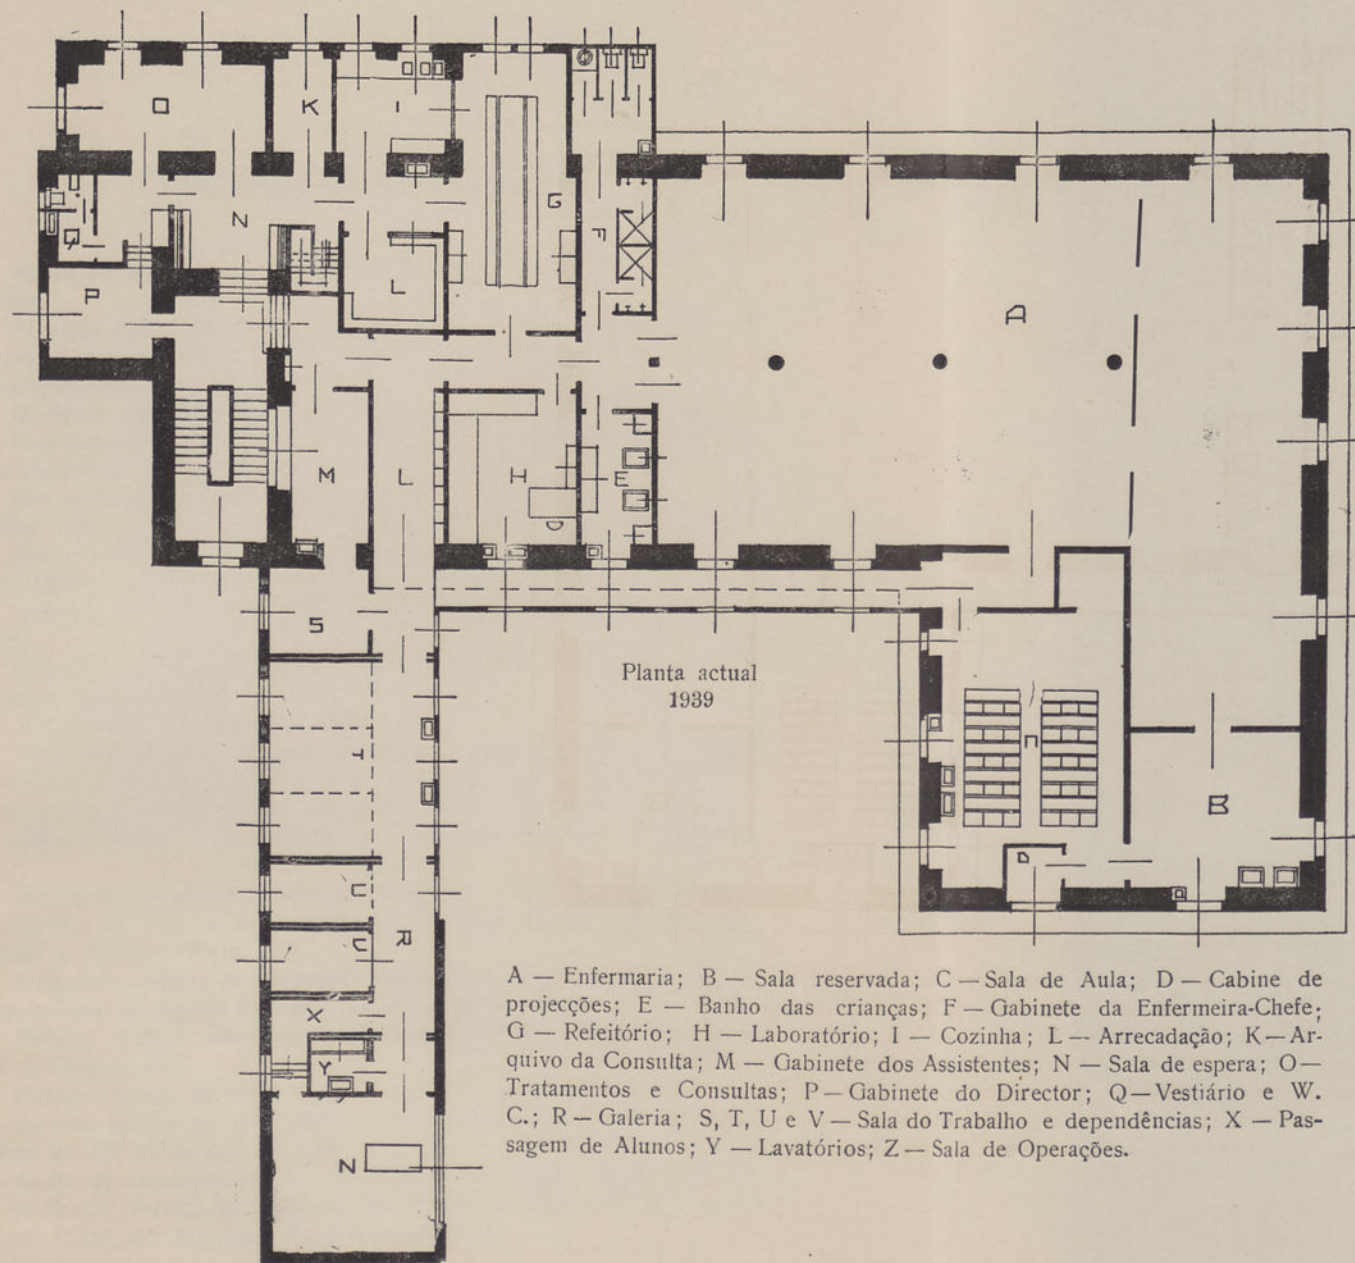 O
K
I
G
N
Q
F
L
P
A
M
L
H
E
S
Planta actual
1939
T
C
B
D
U
U
R
X
Y
N
A — Enfermaria; B — Sala reservada; C — Sala de Aula; D — Cabine de
projecções; E — Banho das crianças; F — Gabinete da Enfermeira-Chefe;
G — Refeitório; H — Laboratório; I — Cozinha; L — Arrecadação; K — Ar-
quivo da Consulta; M — Gabinete dos Assistentes; N — Sala de espera; O —
Tratamentos e Consultas; P — Gabinete do Director; Q — Vestiário e W.
C.; R — Galeria; S, T, U e V — Sala do Trabalho e dependências; X — Pas-
sagem de Alunos; Y — Lavatórios; Z — Sala de Operações.